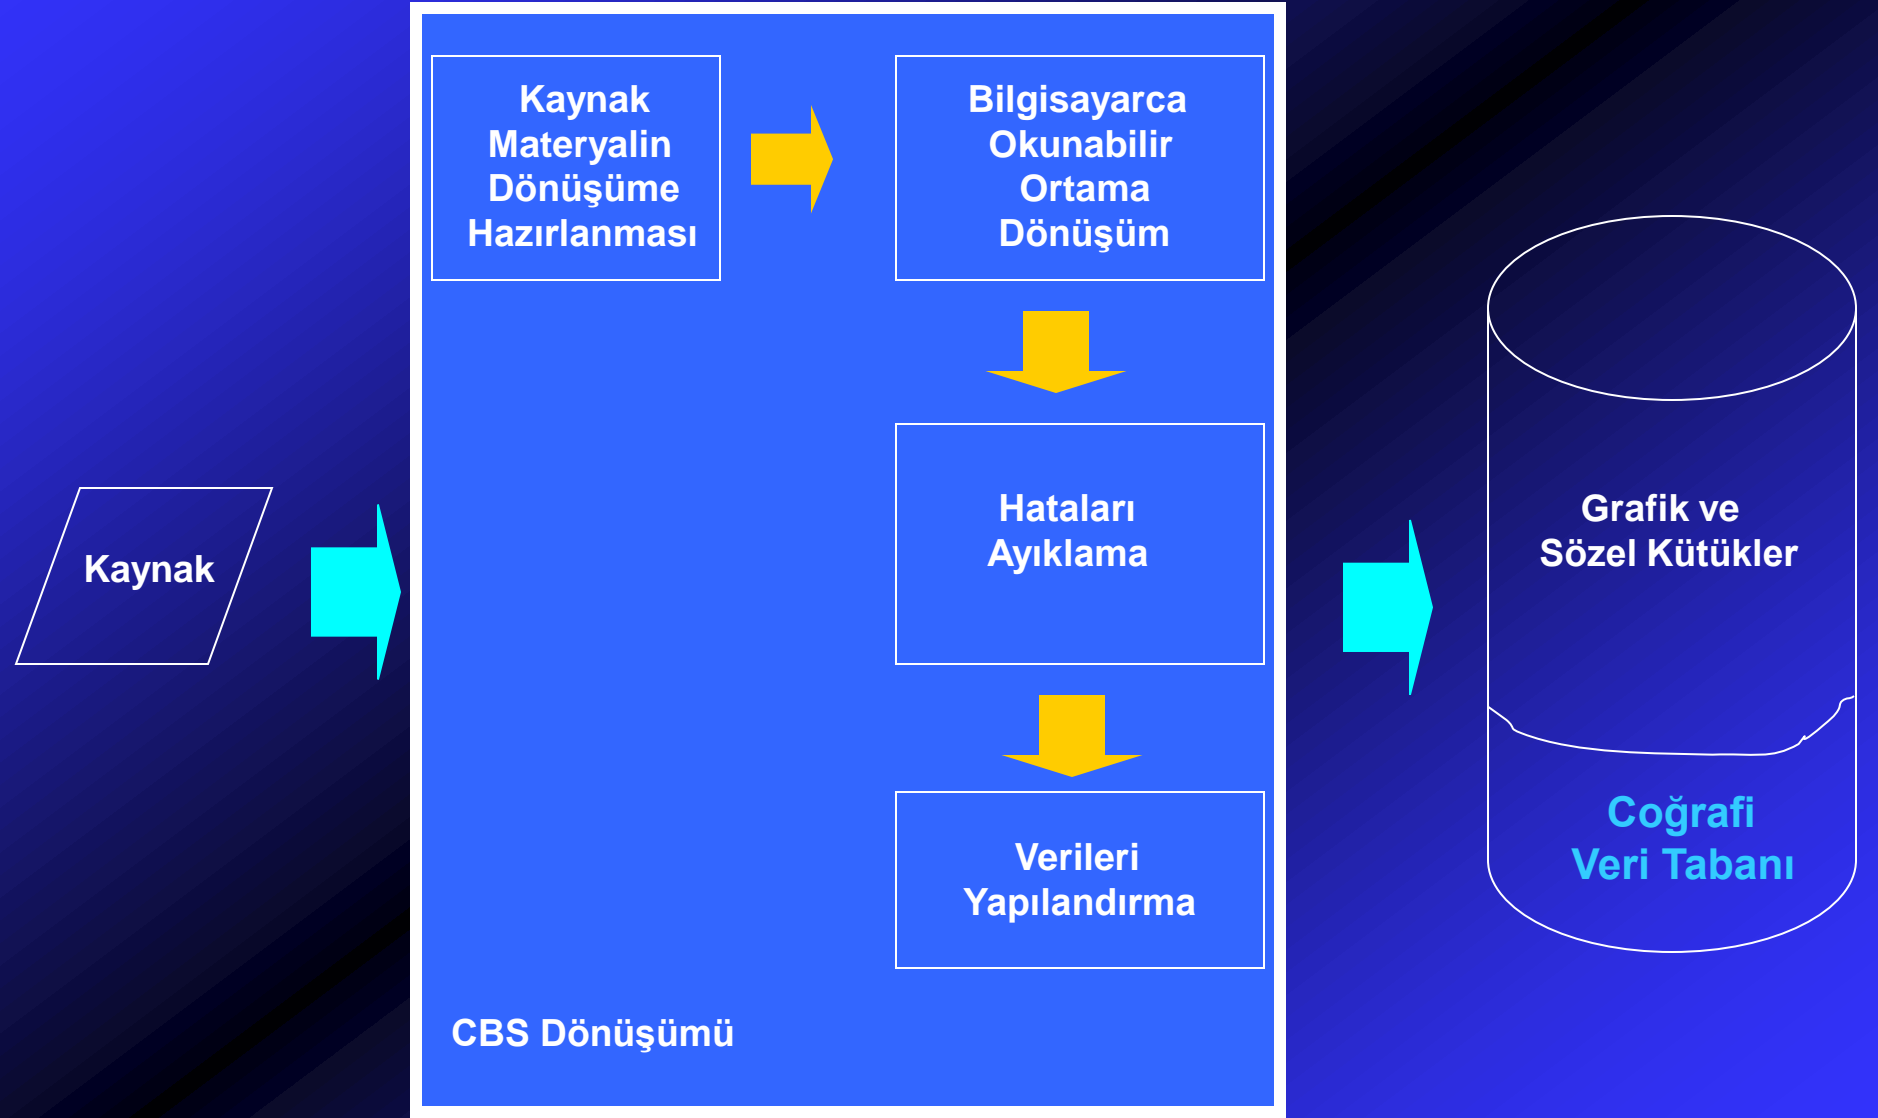 Kaynak
Kaynak
Materyalin
Dönüşüme
Hazırlanması
Bilgisayarca
Okunabilir
Ortama
Dönüşüm
Hataları
Ayıklama
Verileri
Yapılandırma
CBS Dönüşümü
Grafik ve
Sözel Kütükler
Coğrafi
Veri Tabanı